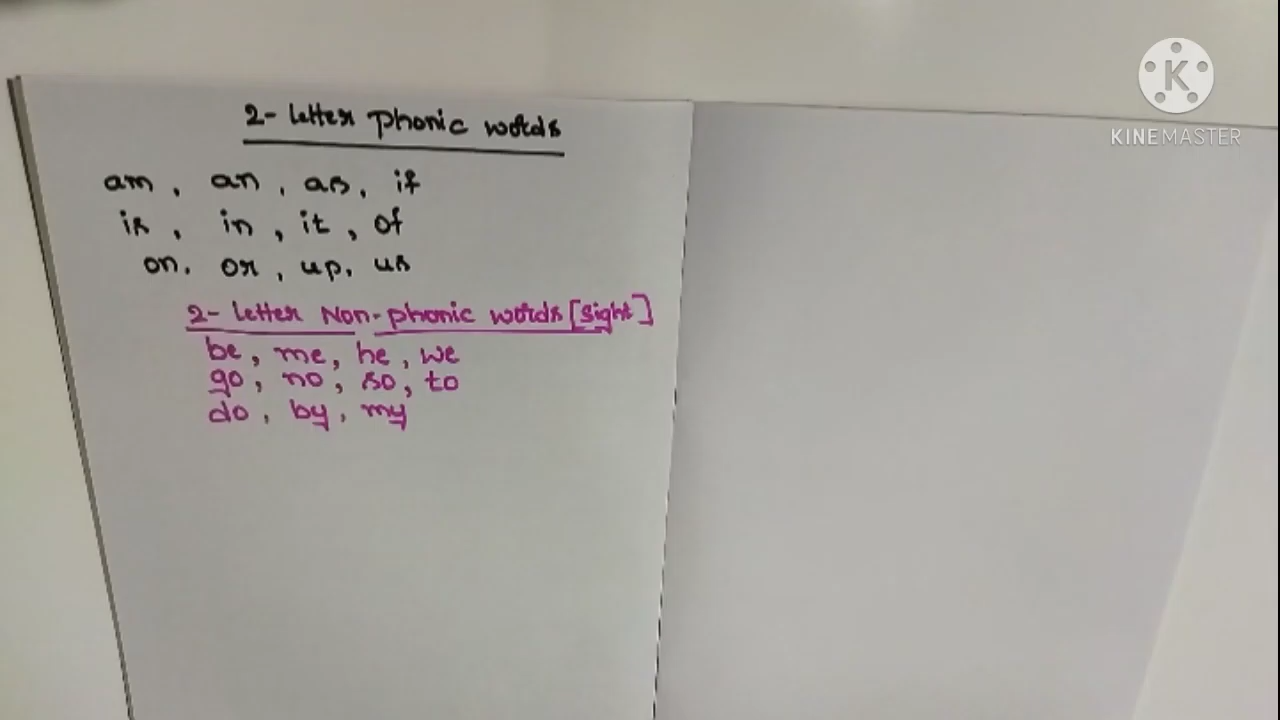 2- letter phonic words
am, an, as, if
is, in, it, of
on, or, up, us
2- letter Non-phonic words [sight]
be, me, he, we
go, no, so, to
do, by, my
K
KINEMASTER